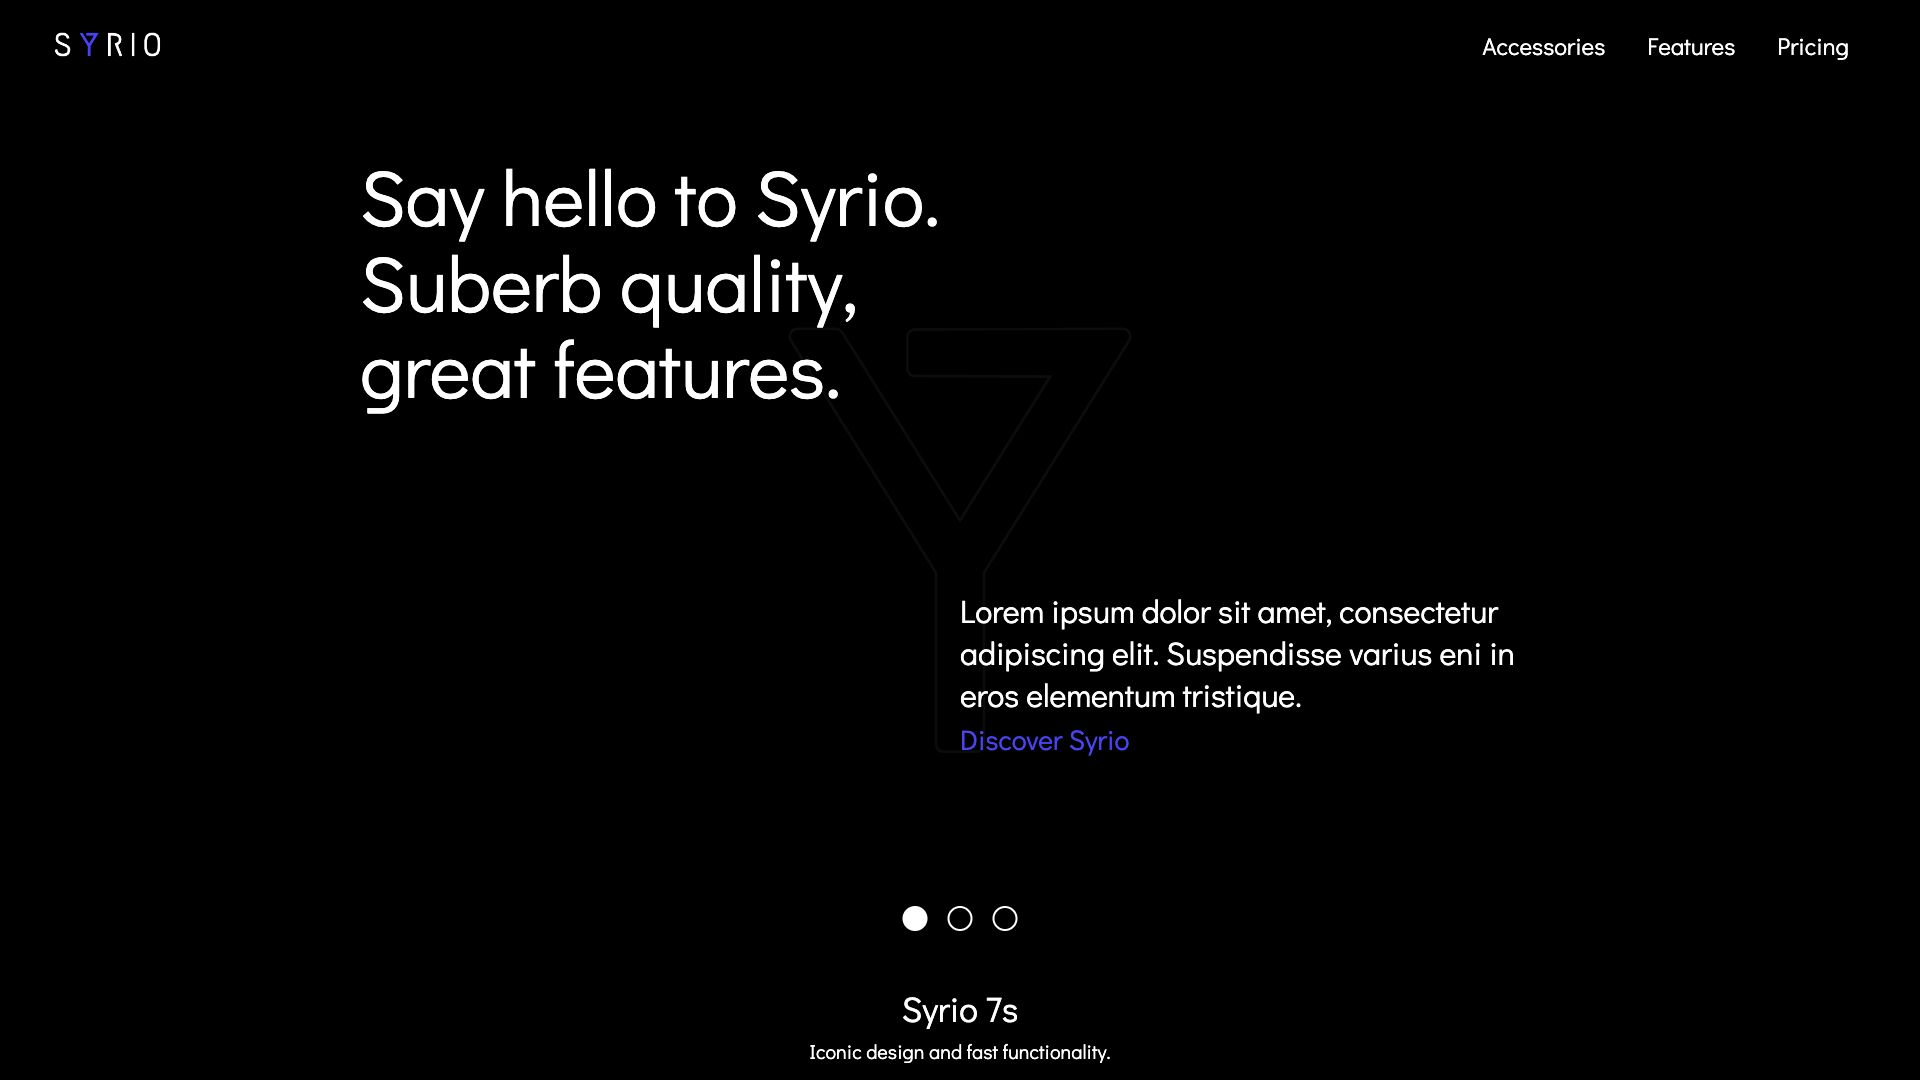 SYRIO
Accessories Features Pricing
Say hello to Syrio.
Suberb quality,
great features.
Lorem ipsum dolor sit amet, consectetur
adipiscing elit. Suspendisse varius eni in
eros elementum tristique.
Discover Syrio
Syrio 7s
Iconic design and fast functionality.